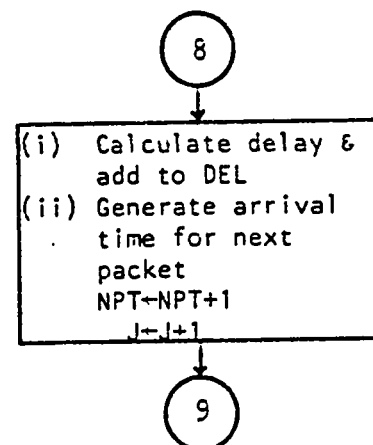 8
(i) Calculate delay &
add to DEL
(ii) Generate arrival
time for next
packet
NPT←NPT+1
J←J+1
9